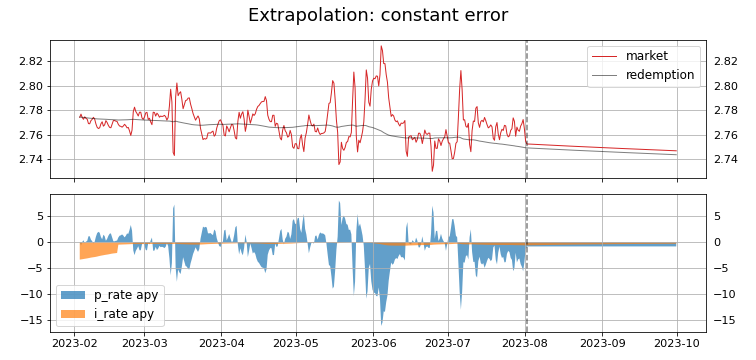 Extrapolation: constant error
2.82 2.82
2.80 2.80
2.78 2.78
2.76 2.76
2.74 2.74
market
redemption
5 5
0 0
−5 −5
−10 −10
−15 −15
p_rate apy
i_rate apy
2023-02 2023-03 2023-04 2023-05 2023-06 2023-07 2023-08 2023-09 2023-10